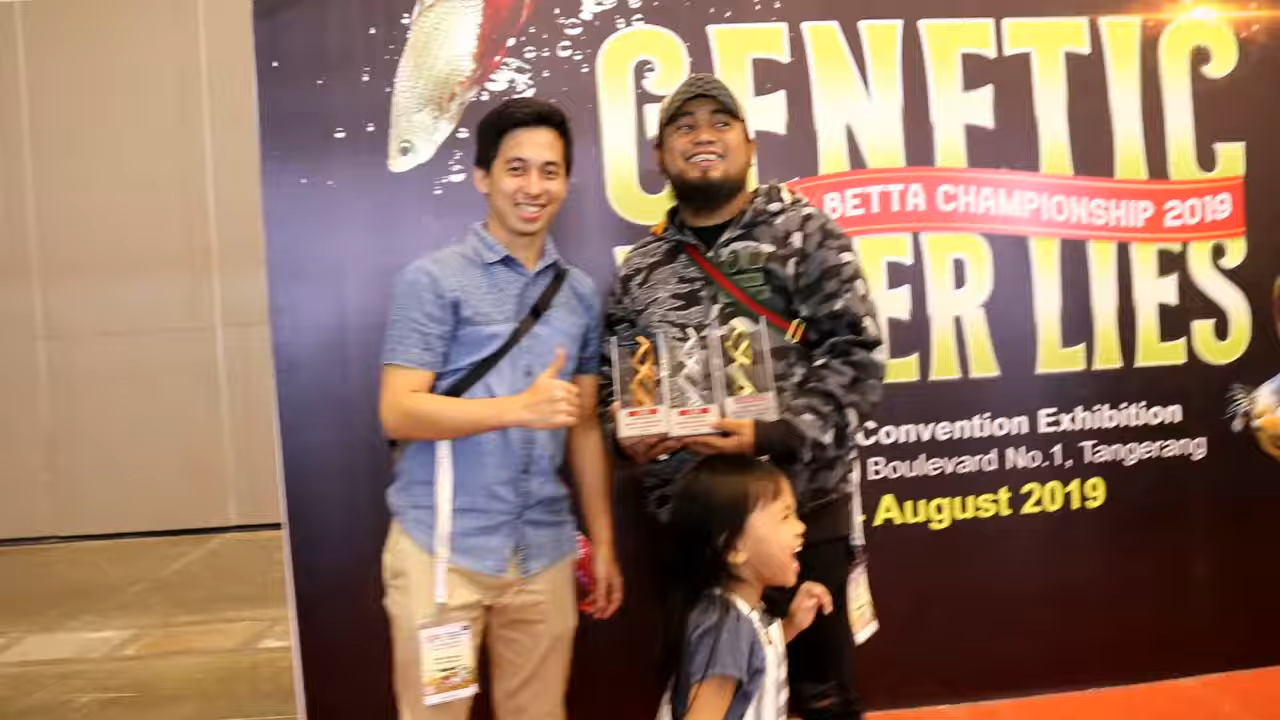 GENETIC
BETTA CHAMPIONSHIP 2019
ER LIES
Convention Exhibition
Boulevard No.1, Tangerang
August 2019